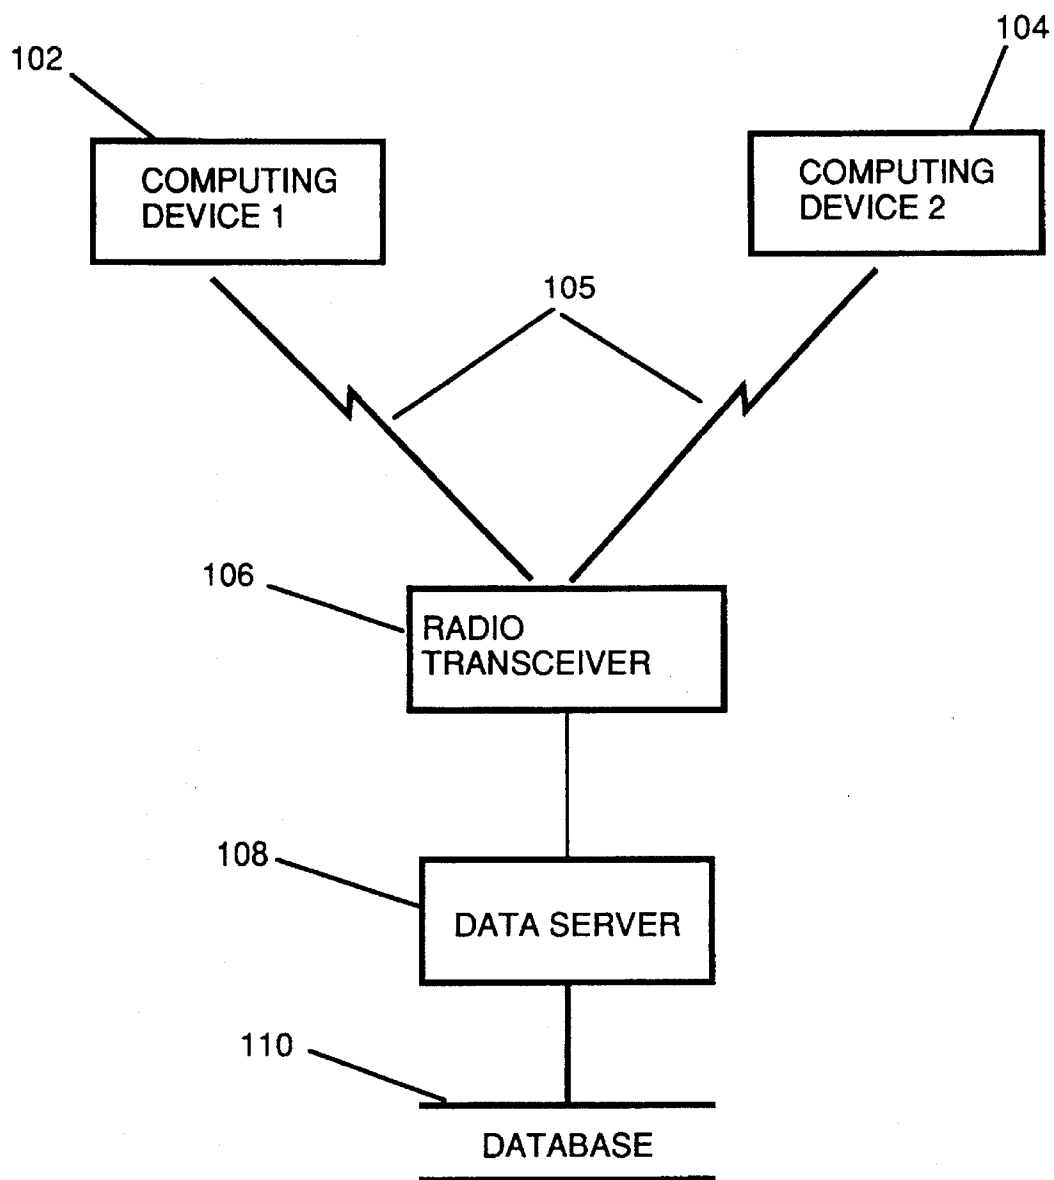 102
104
COMPUTING
DEVICE 1
COMPUTING
DEVICE 2
105
106
RADIO
TRANSCEIVER
108
DATA SERVER
110
DATABASE